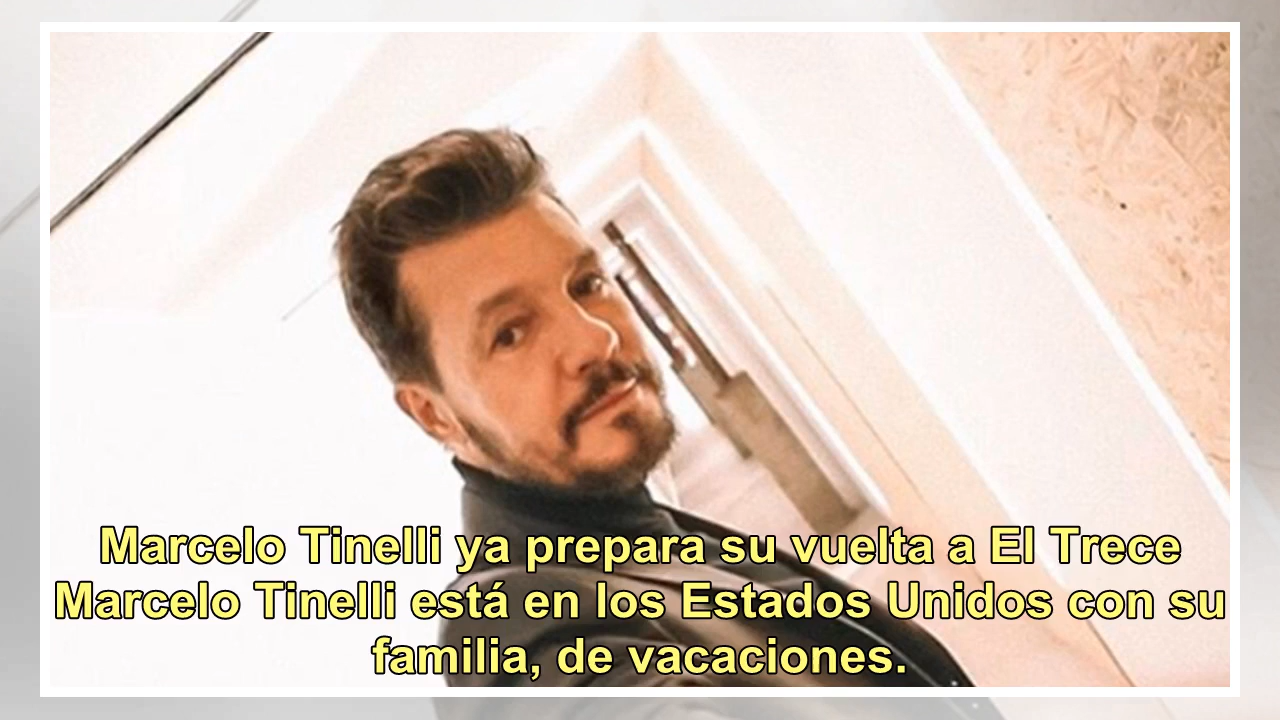 Marcelo Tinelli ya prepara su vuelta a El Trece
Marcelo Tinelli está en los Estados Unidos con su
familia, de vacaciones.